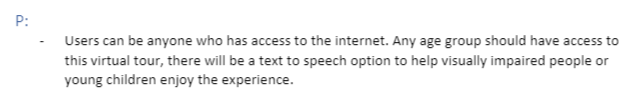 P:
- Users can be anyone who has access to the internet. Any age group should have access to
this virtual tour, there will be a text to speech option to help visually impaired people or
young children enjoy the experience.